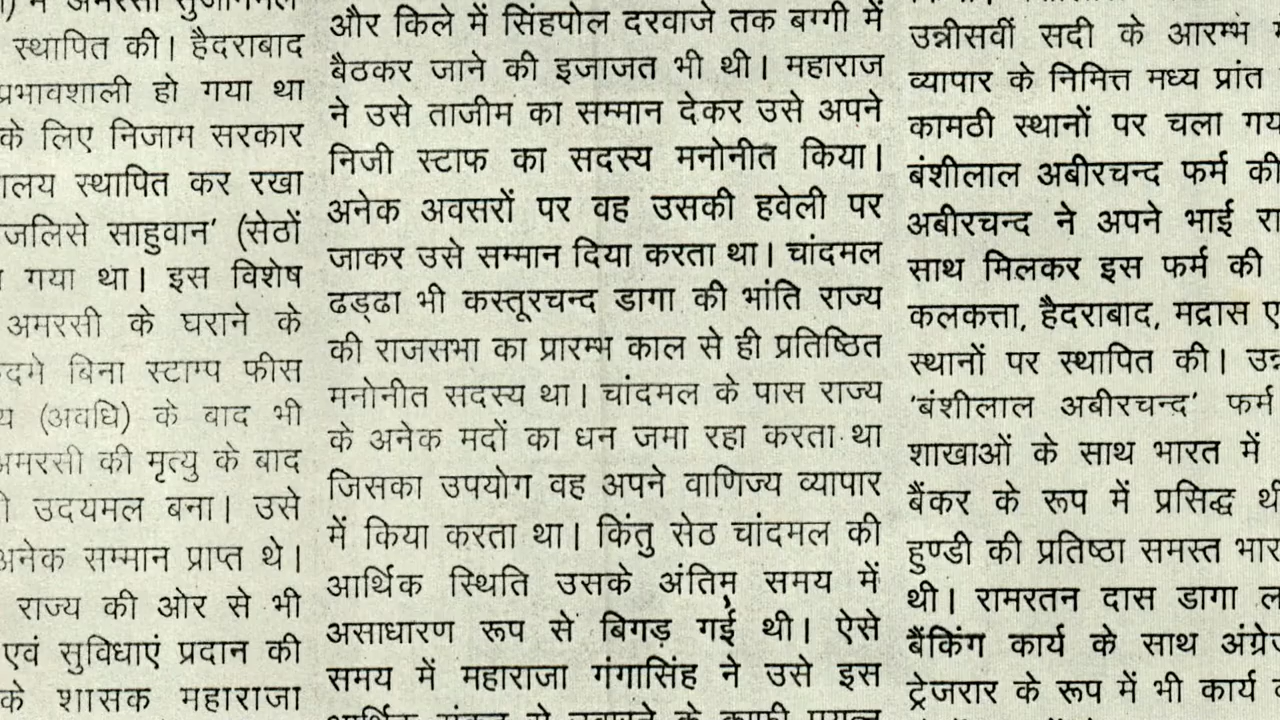 स्थापित की। हैदराबाद
प्रभावशाली हो गया था
के लिए निजाम सरकार
स्थापित कर रखा
साहुवान' (सेठों
गया था। इस विशेष
अमरसी के घराने के
बिना स्टाम्प फीस
(अवधि) के बाद भी
अमरसी की मृत्यु के बाद
उदयमल बना। उसे
अनेक सम्मान प्राप्त थे।
राज्य की ओर से भी
एवं सुविधाएं प्रदान की
के शासक महाराजा
और किले में सिंहपोल दरवाजे तक बग्गी में
बैठकर जाने की इजाजत भी थी। महाराज
ने उसे ताजीम का सम्मान देकर उसे अपने
निजी स्टाफ का सदस्य मनोनीत किया।
अनेक अवसरों पर वह उसकी हवेली पर
जाकर उसे सम्मान दिया करता था। चांदमल
ढड्ढा भी कस्तूरचन्द डागा की भांति राज्य
की राजसभा का प्रारम्भ काल से ही प्रतिष्ठित
मनोनीत सदस्य था। चांदमल के पास राज्य
के अनेक मदों का धन जमा रहा करता था
जिसका उपयोग वह अपने वाणिज्य व्यापार
में किया करता था। किंतु सेठ चांदमल की
आर्थिक स्थिति उसके अंतिम समय में
असाधारण रूप से बिगड़ गई थी। ऐसे
समय में महाराजा गंगासिंह ने उसे इस
उन्नीसवीं सदी के आरम्भ
व्यापार के निमित्त मध्य प्रांत
कामठी स्थानों पर चला
बंशीलाल अबीरचन्द फर्म की
अबीरचन्द ने अपने भाई
साथ मिलकर इस फर्म की
कलकत्ता, हैदराबाद, मद्रास
स्थानों पर स्थापित की।
'बंशीलाल अबीरचन्द' फर्म
शाखाओं के साथ भारत में
बैंकर के रूप में प्रसिद्ध
हुण्डी की प्रतिष्ठा समस्त
थी। रामरतन दास डागा
बैंकिंग कार्य के साथ
ट्रेजरार के रूप में भी कार्य